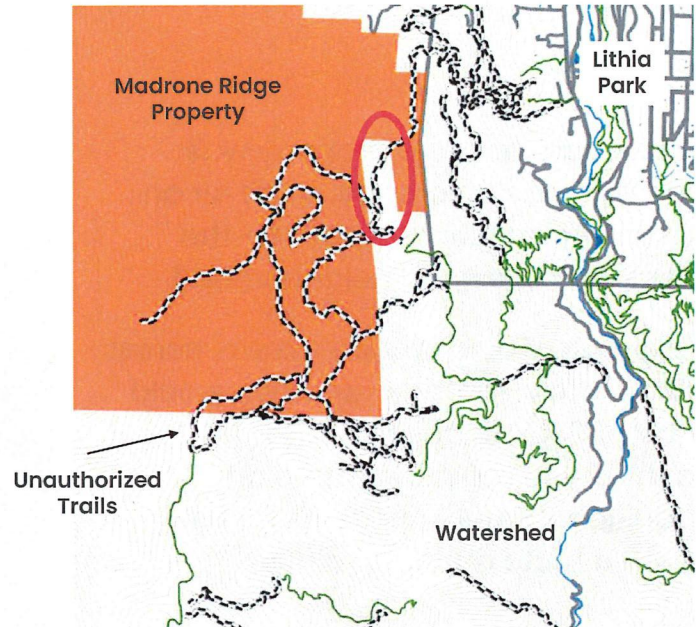 Madrone Ridge
Property
Lithia
Park
Unauthorized
Trails
Watershed